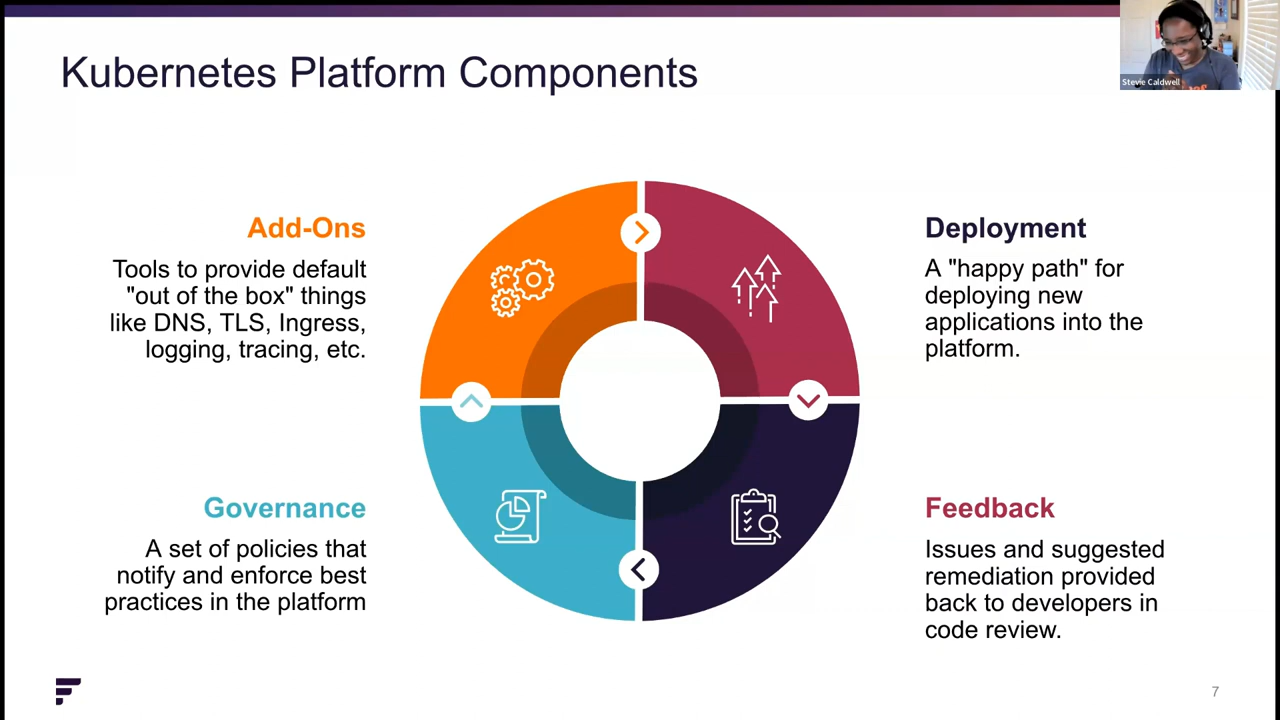 Kubernetes Platform Components
Stevie Caldwell
Add-Ons
Tools to provide default
"out of the box" things
like DNS, TLS, Ingress,
logging, tracing, etc.
Deployment
A "happy path" for
deploying new
applications into the
platform.
Governance
A set of policies that
notify and enforce best
practices in the platform
Feedback
Issues and suggested
remediation provided
back to developers in
code review.
7